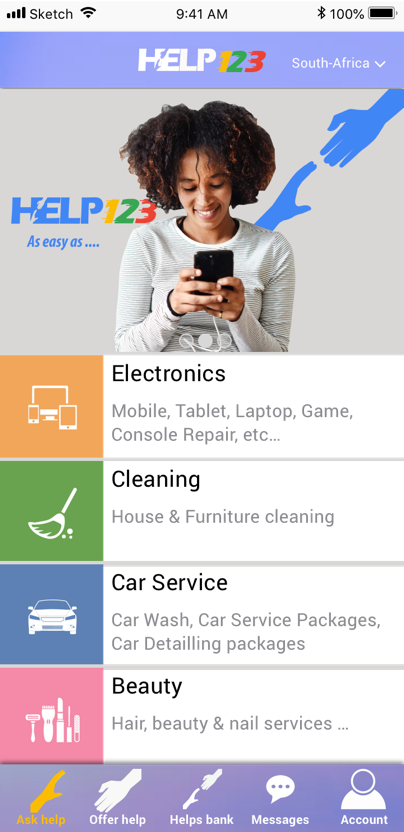 Sketch 9:41 AM 100%
HELP123 South-Africa
HELP123
As easy as ....
Electronics
Mobile, Tablet, Laptop, Game,
Console Repair, etc...
Cleaning
House & Furniture cleaning
Car Service
Car Wash, Car Service Packages,
Car Detailling packages
Beauty
Hair, beauty & nail services ...
Ask help Offer help Helps bank Messages Account